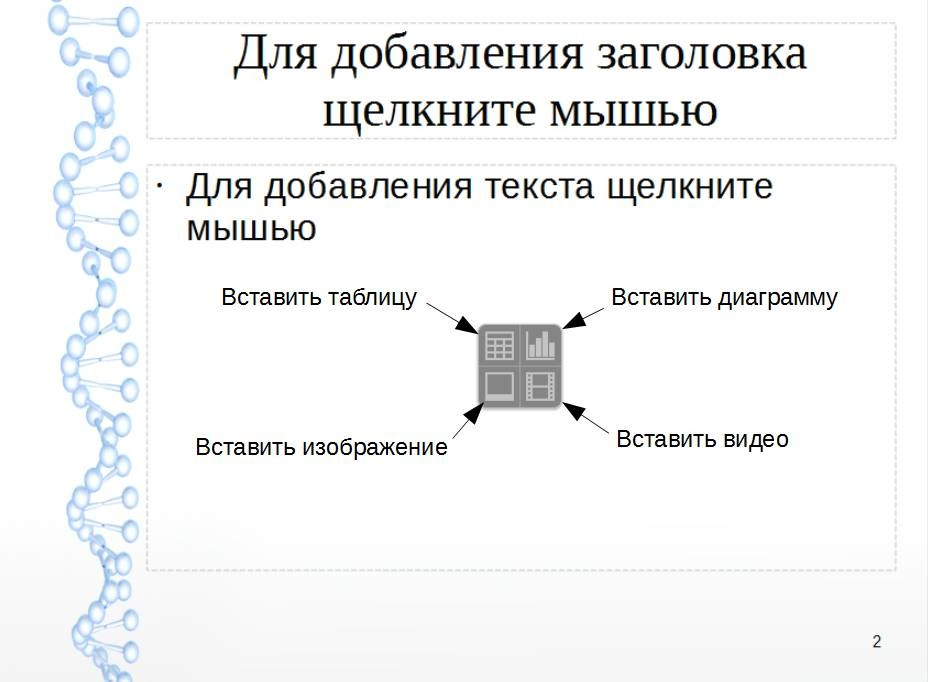 Для добавления заголовка
щелкните мышью
• Для добавления текста щелкните
мышью
Вставить таблицу
Вставить диаграмму
Вставить изображение
Вставить видео
2